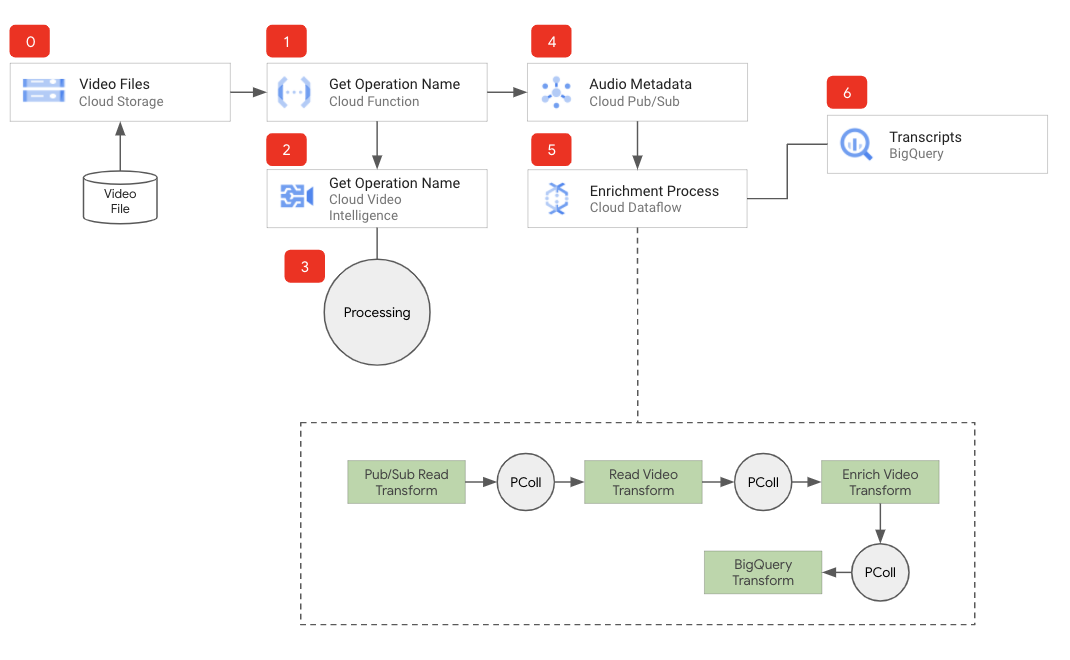 0
Video Files
Cloud Storage
Video
File
1
Get Operation Name
Cloud Function
2
Get Operation Name
Cloud Video
Intelligence
3
Processing
4
Audio Metadata
Cloud Pub/Sub
5
Enrichment Process
Cloud Dataflow
6
Transcripts
BigQuery
Pub/Sub Read
Transform
PColl
Read Video
Transform
PColl
Enrich Video
Transform
PColl
BigQuery
Transform